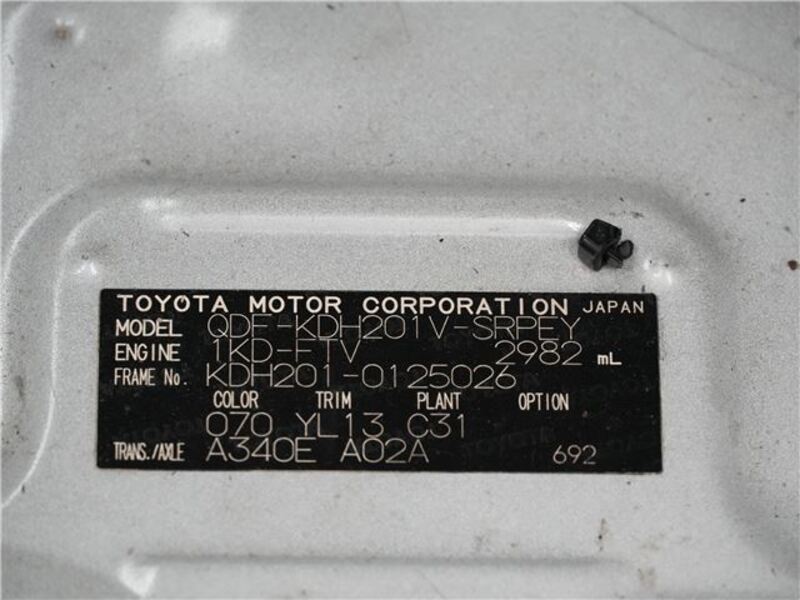 TOYOTA MOTOR CORPORATION JAPAN
MODEL QDF-KDH201V-SRPEY
ENGINE 1KD-FTV 2982 mL
FRAME No. KDH201-0125026
COLOR TRIM PLANT OPTION
070 YL13 C31
TRANS./AXLE A340E A02A 692